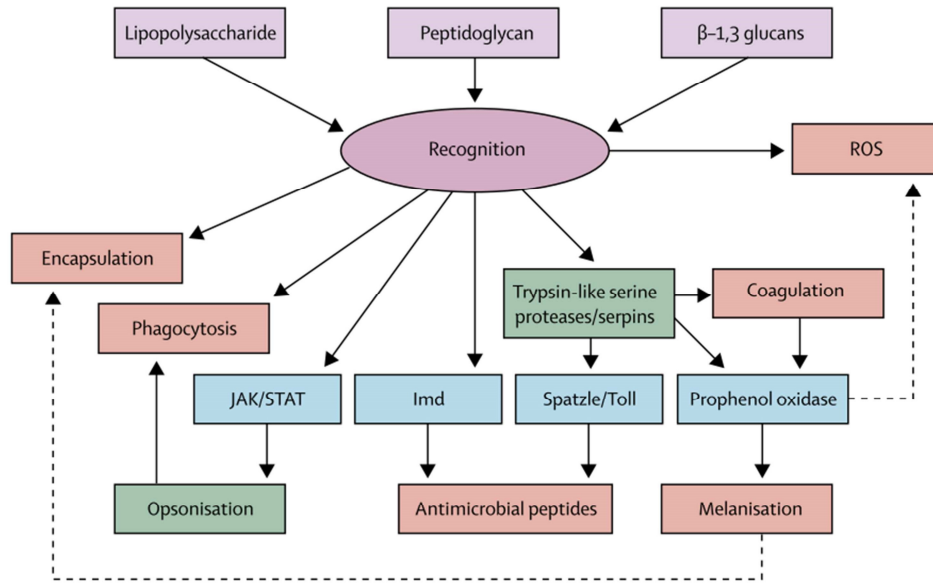 Lipopolysaccharide
Peptidoglycan
β–1,3 glucans
Recognition
ROS
Encapsulation
Trypsin-like serine
proteases/serpins
Coagulation
Phagocytosis
JAK/STAT
Imd
Spatzle/Toll
Prophenol oxidase
Opsonisation
Antimicrobial peptides
Melanisation